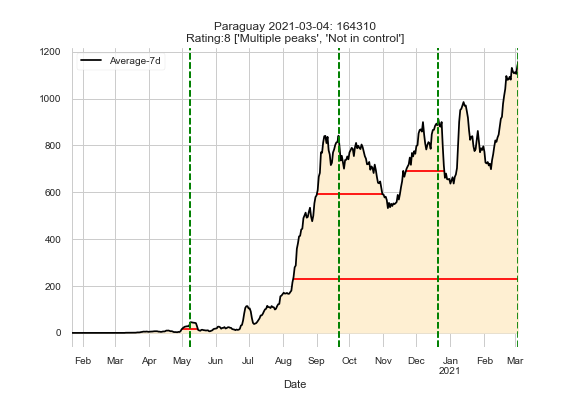 Paraguay 2021-03-04: 164310
Rating:8 ['Multiple peaks', 'Not in control']
Average-7d
1200
1000
800
600
400
200
0
Feb Mar Apr May Jun Jul Aug Sep Oct Nov Dec Jan Feb Mar
2021
Date